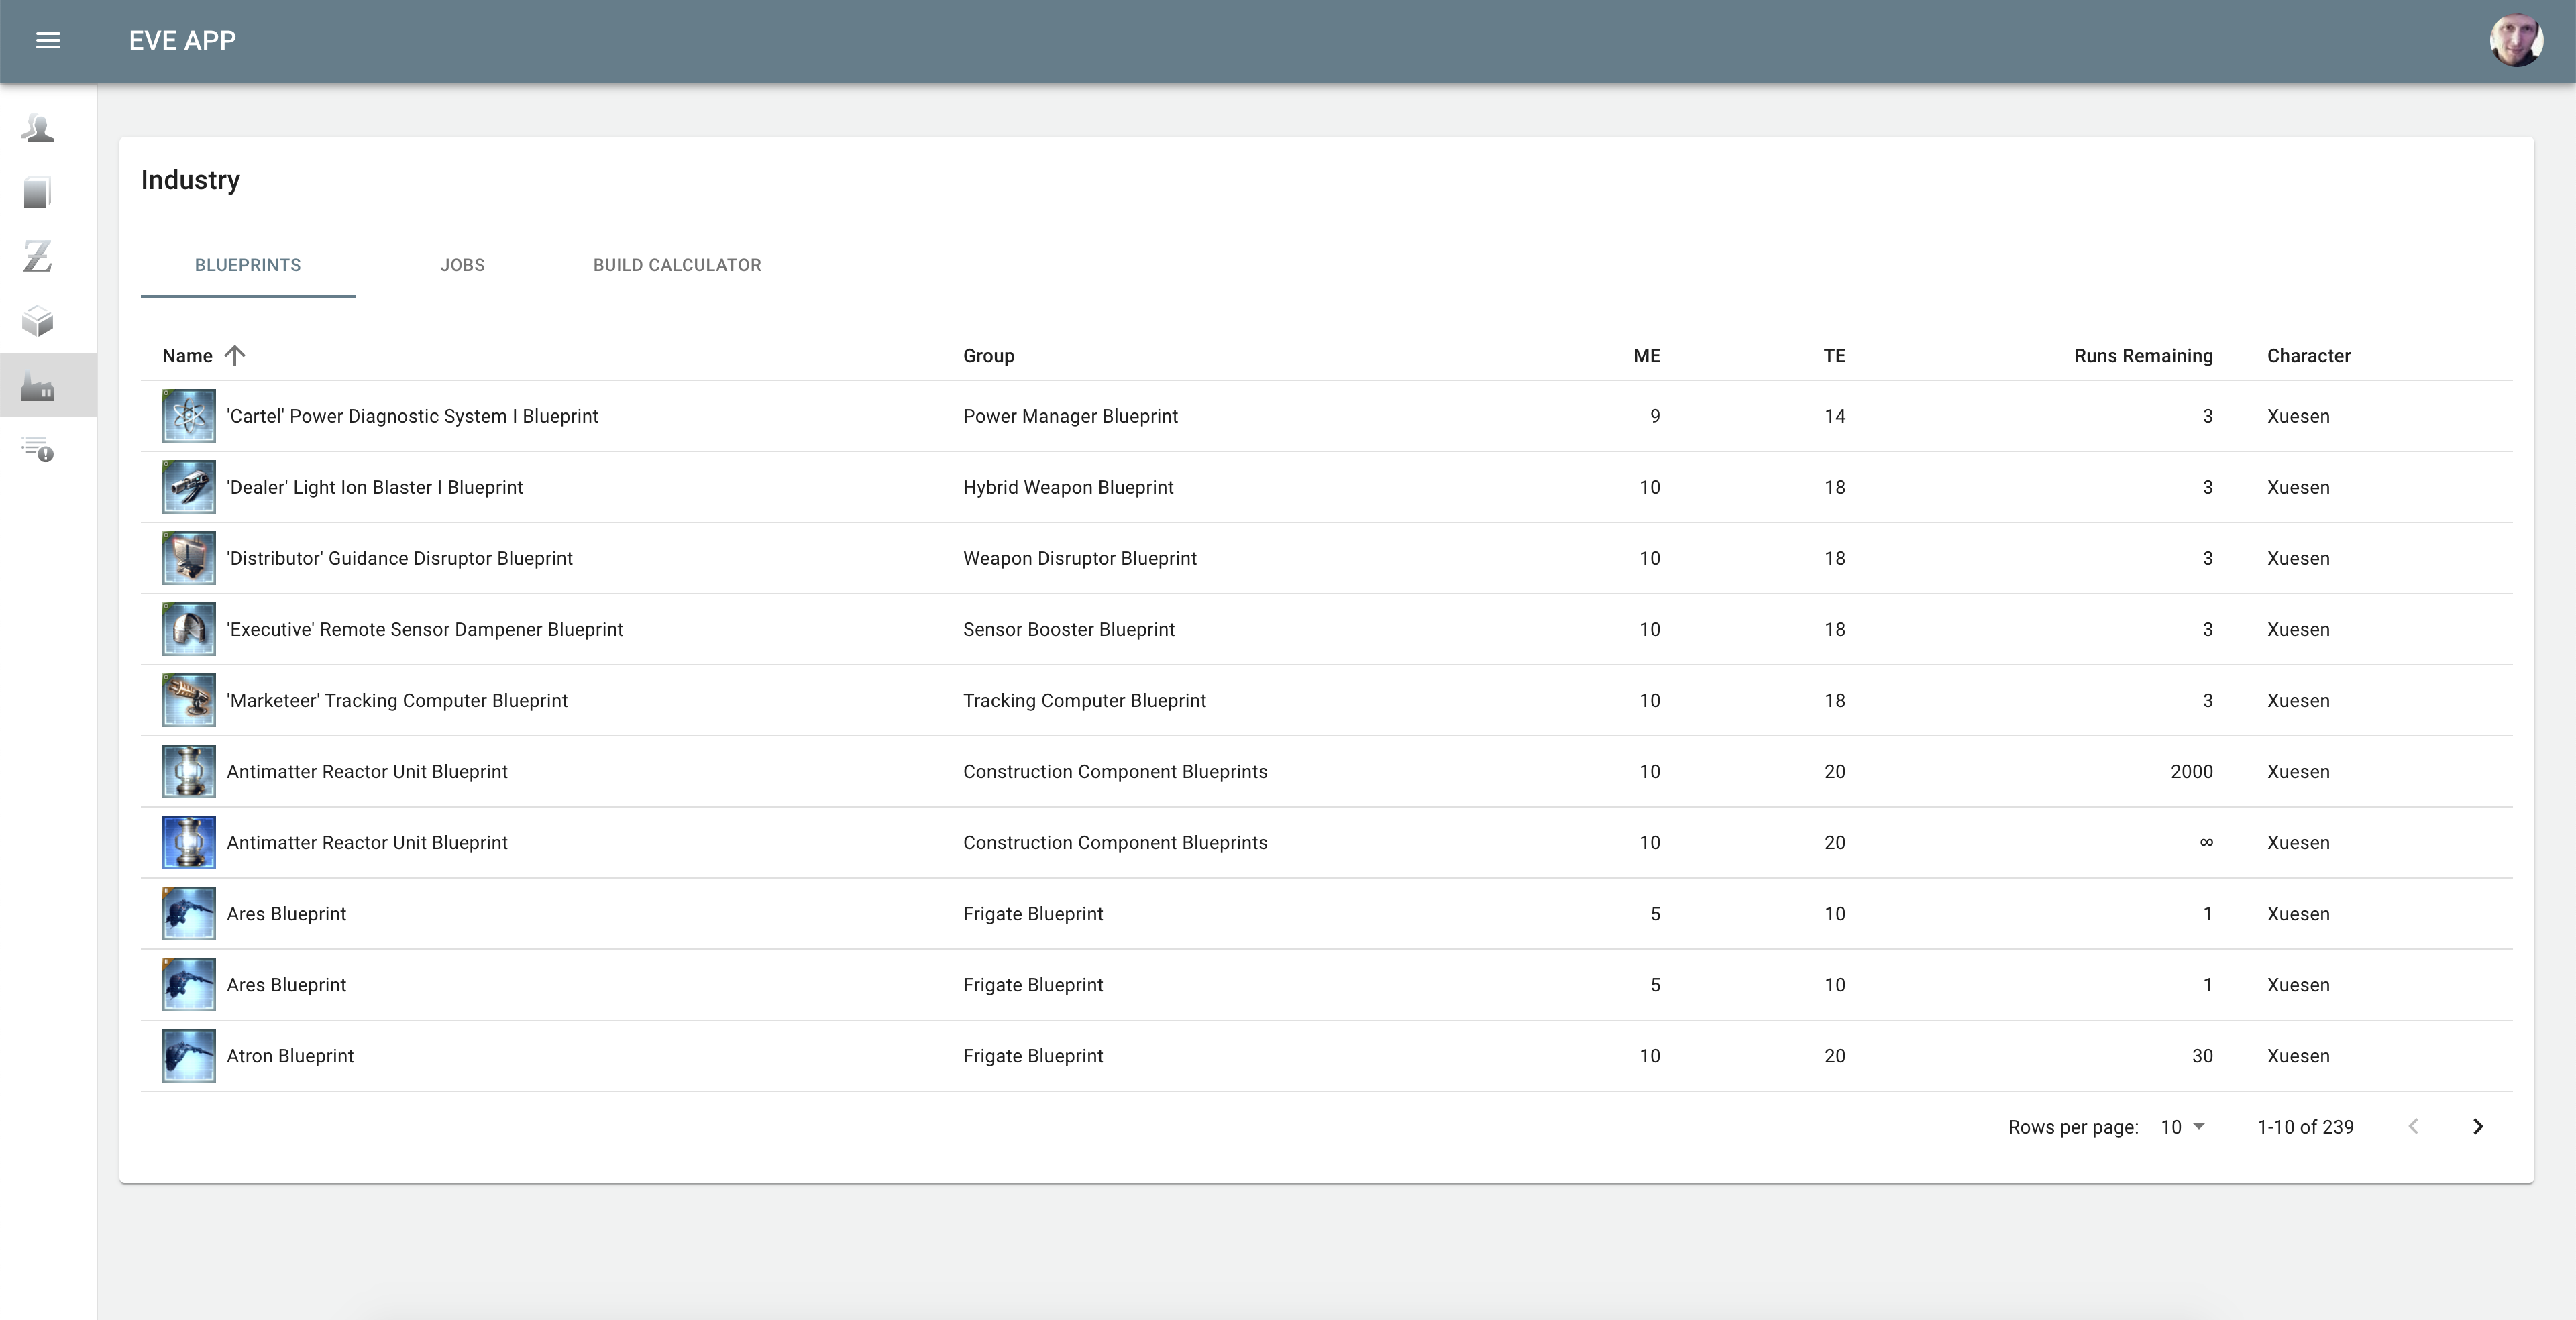 EVE APP
Industry
BLUEPRINTS JOBS BUILD CALCULATOR
Name Group ME TE Runs Remaining Character
'Cartel' Power Diagnostic System I Blueprint Power Manager Blueprint 9 14 3 Xuesen
'Dealer' Light Ion Blaster I Blueprint Hybrid Weapon Blueprint 10 18 3 Xuesen
'Distributor' Guidance Disruptor Blueprint Weapon Disruptor Blueprint 10 18 3 Xuesen
'Executive' Remote Sensor Dampener Blueprint Sensor Booster Blueprint 10 18 3 Xuesen
'Marketeer' Tracking Computer Blueprint Tracking Computer Blueprint 10 18 3 Xuesen
Antimatter Reactor Unit Blueprint Construction Component Blueprints 10 20 2000 Xuesen
Antimatter Reactor Unit Blueprint Construction Component Blueprints 10 20 ∞ Xuesen
Ares Blueprint Frigate Blueprint 5 10 1 Xuesen
Ares Blueprint Frigate Blueprint 5 10 1 Xuesen
Atron Blueprint Frigate Blueprint 10 20 30 Xuesen
Rows per page: 10 1-10 of 239